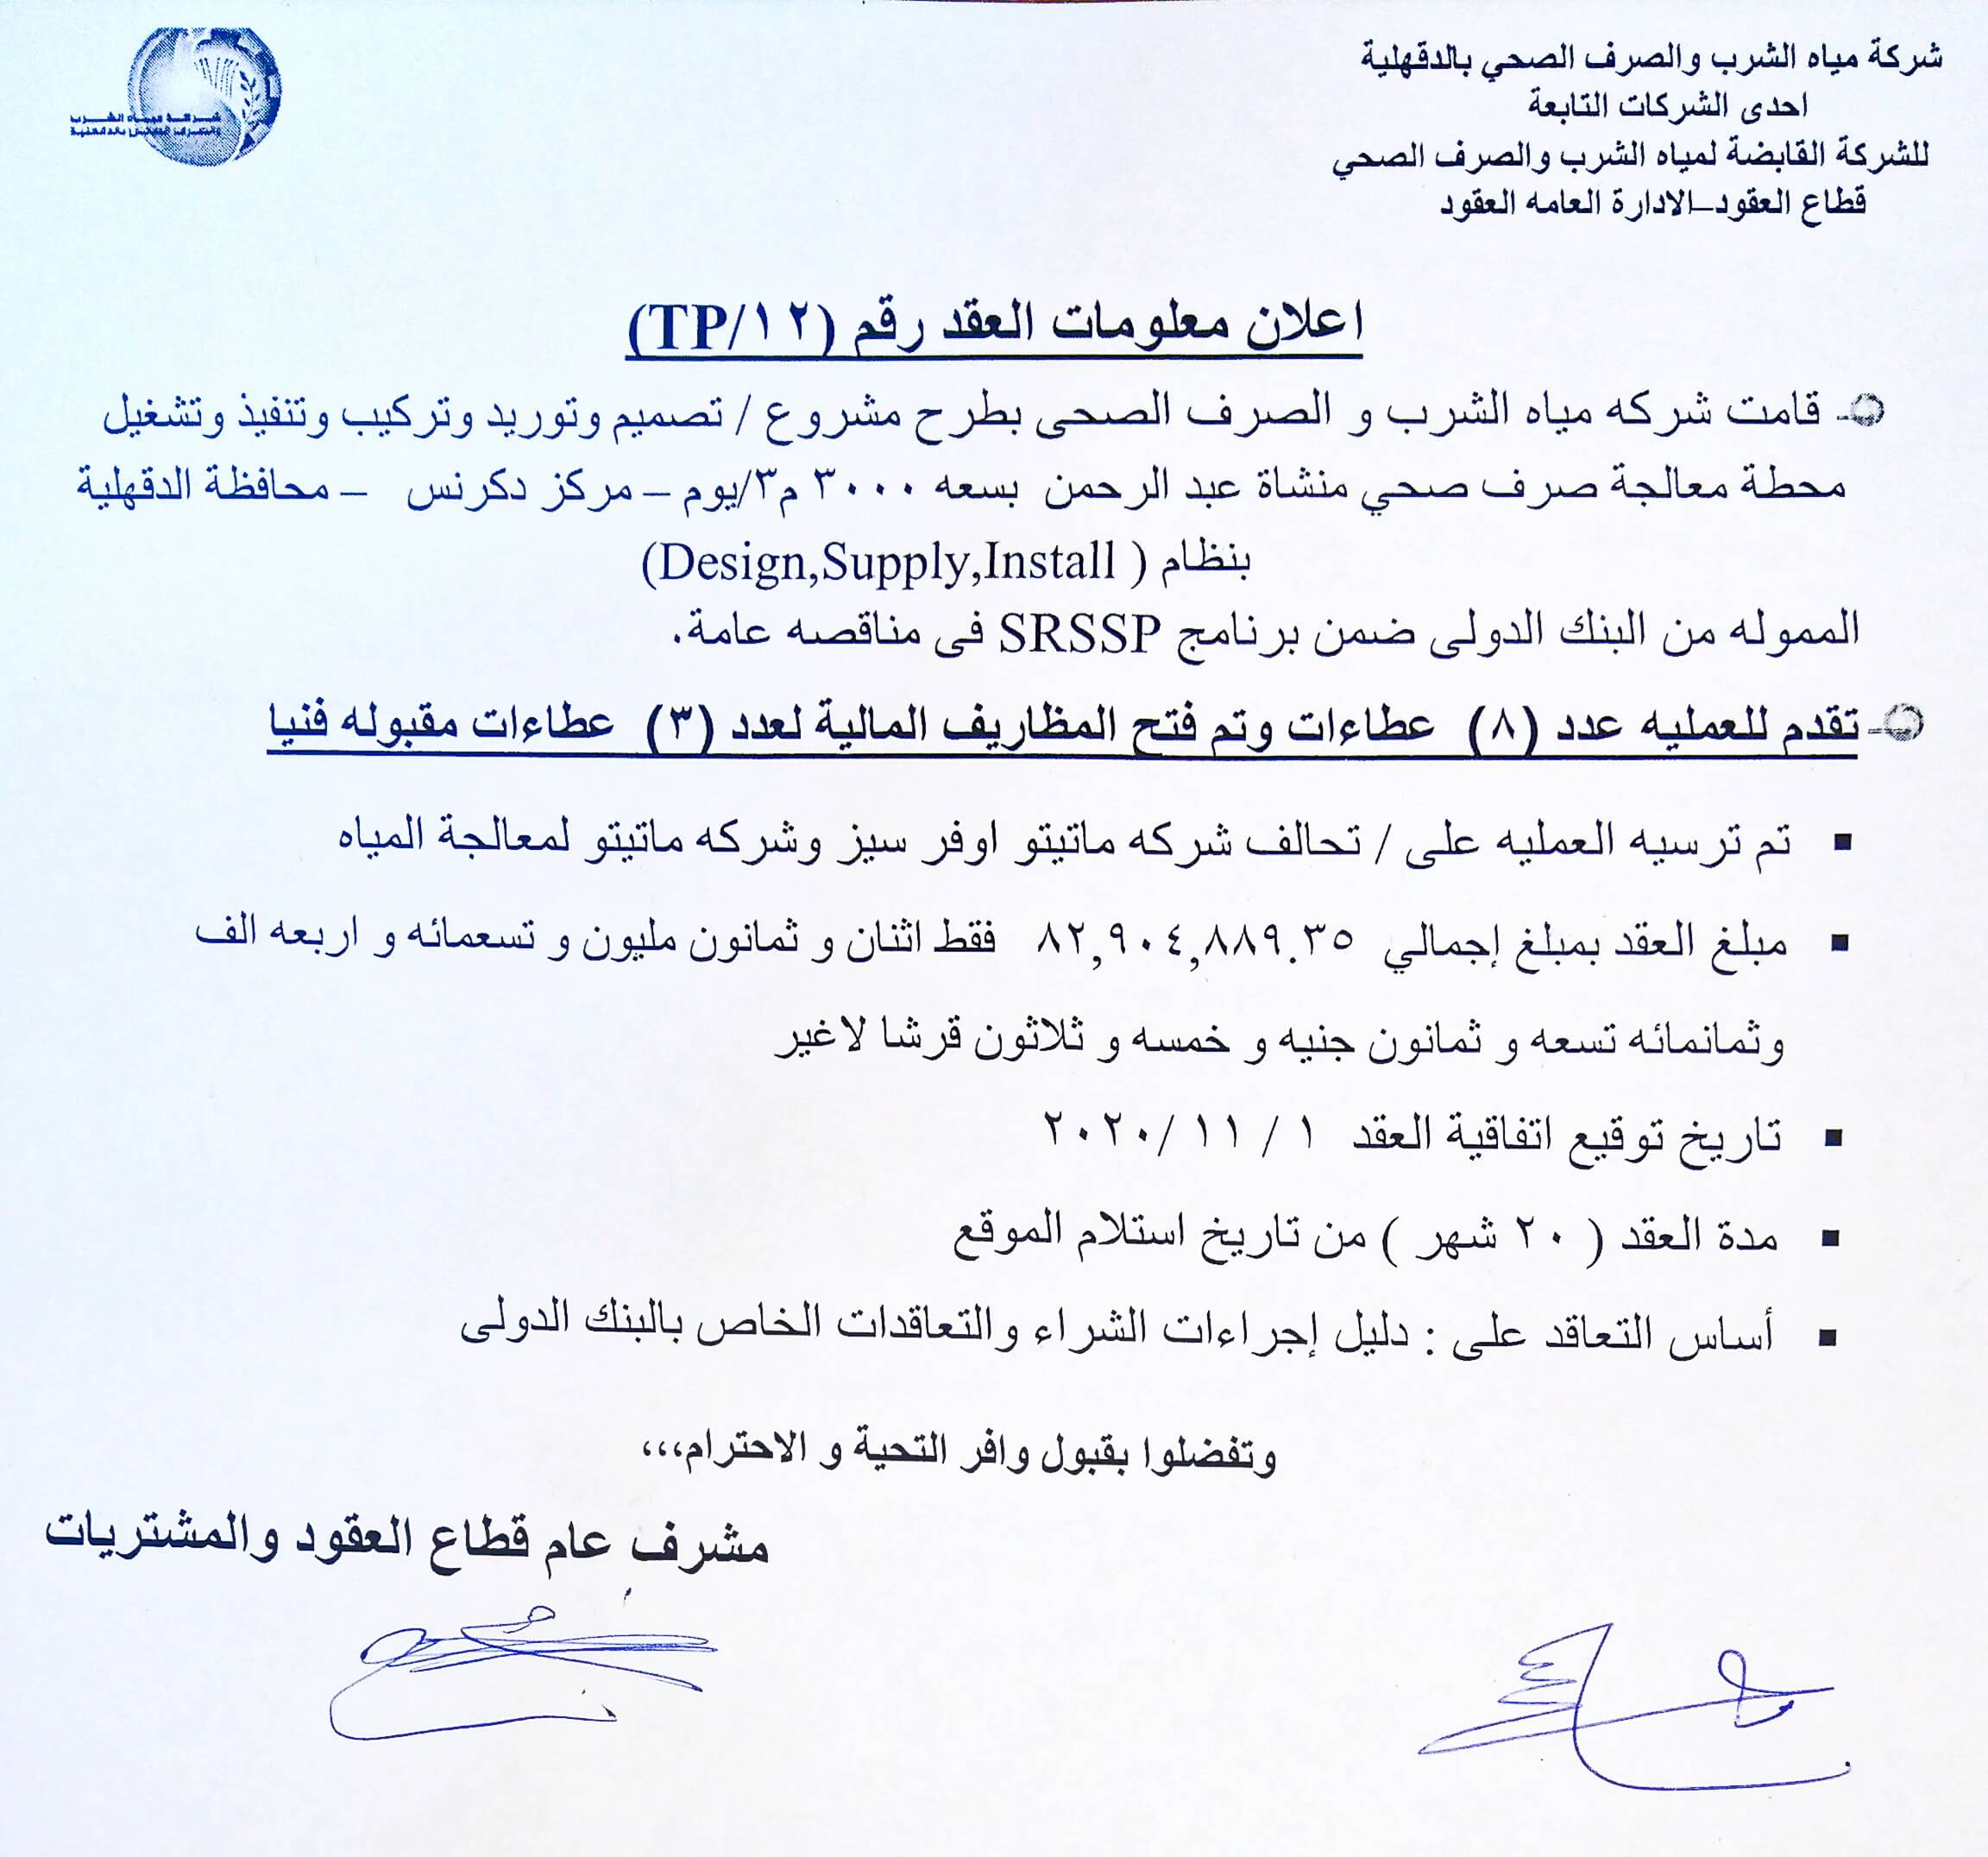 شركة مياه الشرب والصرف الصحي بالدقهلية
احدى الشركات التابعة
للشركة القابضة لمياه الشرب والصرف الصحي
قطاع العقود–الادارة العامه العقود
شركة مياه الشرب
والصرف الصحى بالدقهلية
اعلان معلومات العقد رقم (TP/١٢)
قامت شركه مياه الشرب و الصرف الصحى بطرح مشروع / تصميم وتوريد وتركيب وتنفيذ وتشغيل
محطة معالجة صرف صحي منشاة عبد الرحمن بسعه ٣٠٠٠ م٣/يوم – مركز دكرنس – محافظة الدقهلية
بنظام ( Design,Supply,Install)
الممولة من البنك الدولى ضمن برنامج SRSSP فى مناقصه عامة.
تقدم للعمليه عدد (٨) عطاءات وتم فتح المظاريف المالية لعدد (٣) عطاءات مقبوله فنيا
▪ تم ترسيه العمليه على / تحالف شركه ماتيتو اوفر سيز وشركه ماتيتو لمعالجة المياه
▪ مبلغ العقد بمبلغ إجمالي ٨٢,٩٠٤,٨٨٩.٣٥ فقط اثنان و ثمانون مليون و تسعمائه و اربعه الف
وثمانمائه تسعه و ثمانون جنيه و خمسه و ثلاثون قرشا لاغير
▪ تاريخ توقيع اتفاقية العقد ١ / ١١ /٢٠٢٠
▪ مدة العقد ( ٢٠ شهر ) من تاريخ استلام الموقع
▪ أساس التعاقد على : دليل إجراءات الشراء والتعاقدات الخاص بالبنك الدولى
وتفضلوا بقبول وافر التحية و الاحترام،،،
مشرف عام قطاع العقود والمشتريات